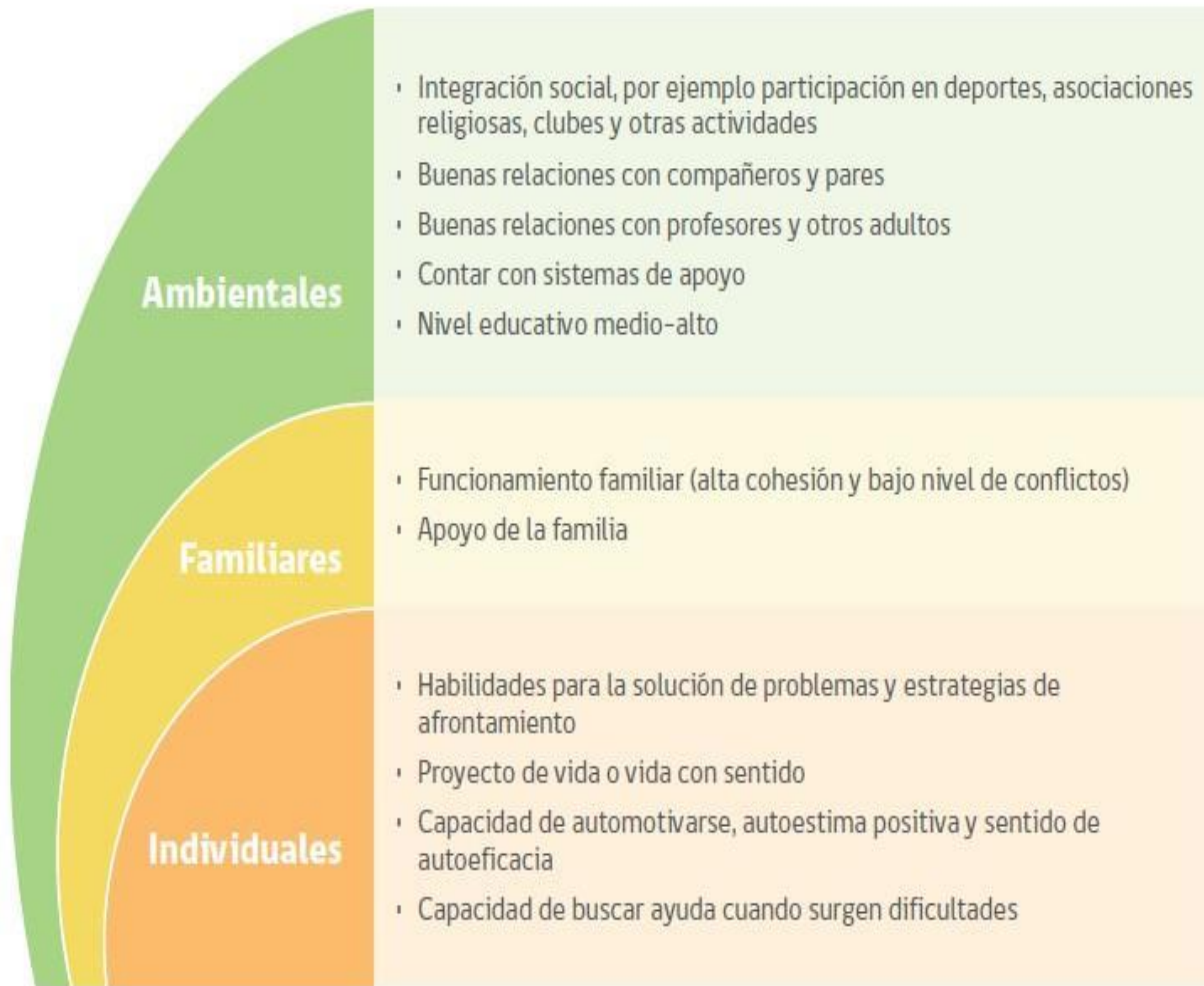 Ambientales
· Integración social, por ejemplo participación en deportes, asociaciones
religiosas, clubes y otras actividades
· Buenas relaciones con compañeros y pares
· Buenas relaciones con profesores y otros adultos
· Contar con sistemas de apoyo
· Nivel educativo medio-alto
Familiares
· Funcionamiento familiar (alta cohesión y bajo nivel de conflictos)
· Apoyo de la familia
Individuales
· Habilidades para la solución de problemas y estrategias de
afrontamiento
· Proyecto de vida o vida con sentido
· Capacidad de automotivarse, autoestima positiva y sentido de
autoeficacia
· Capacidad de buscar ayuda cuando surgen dificultades